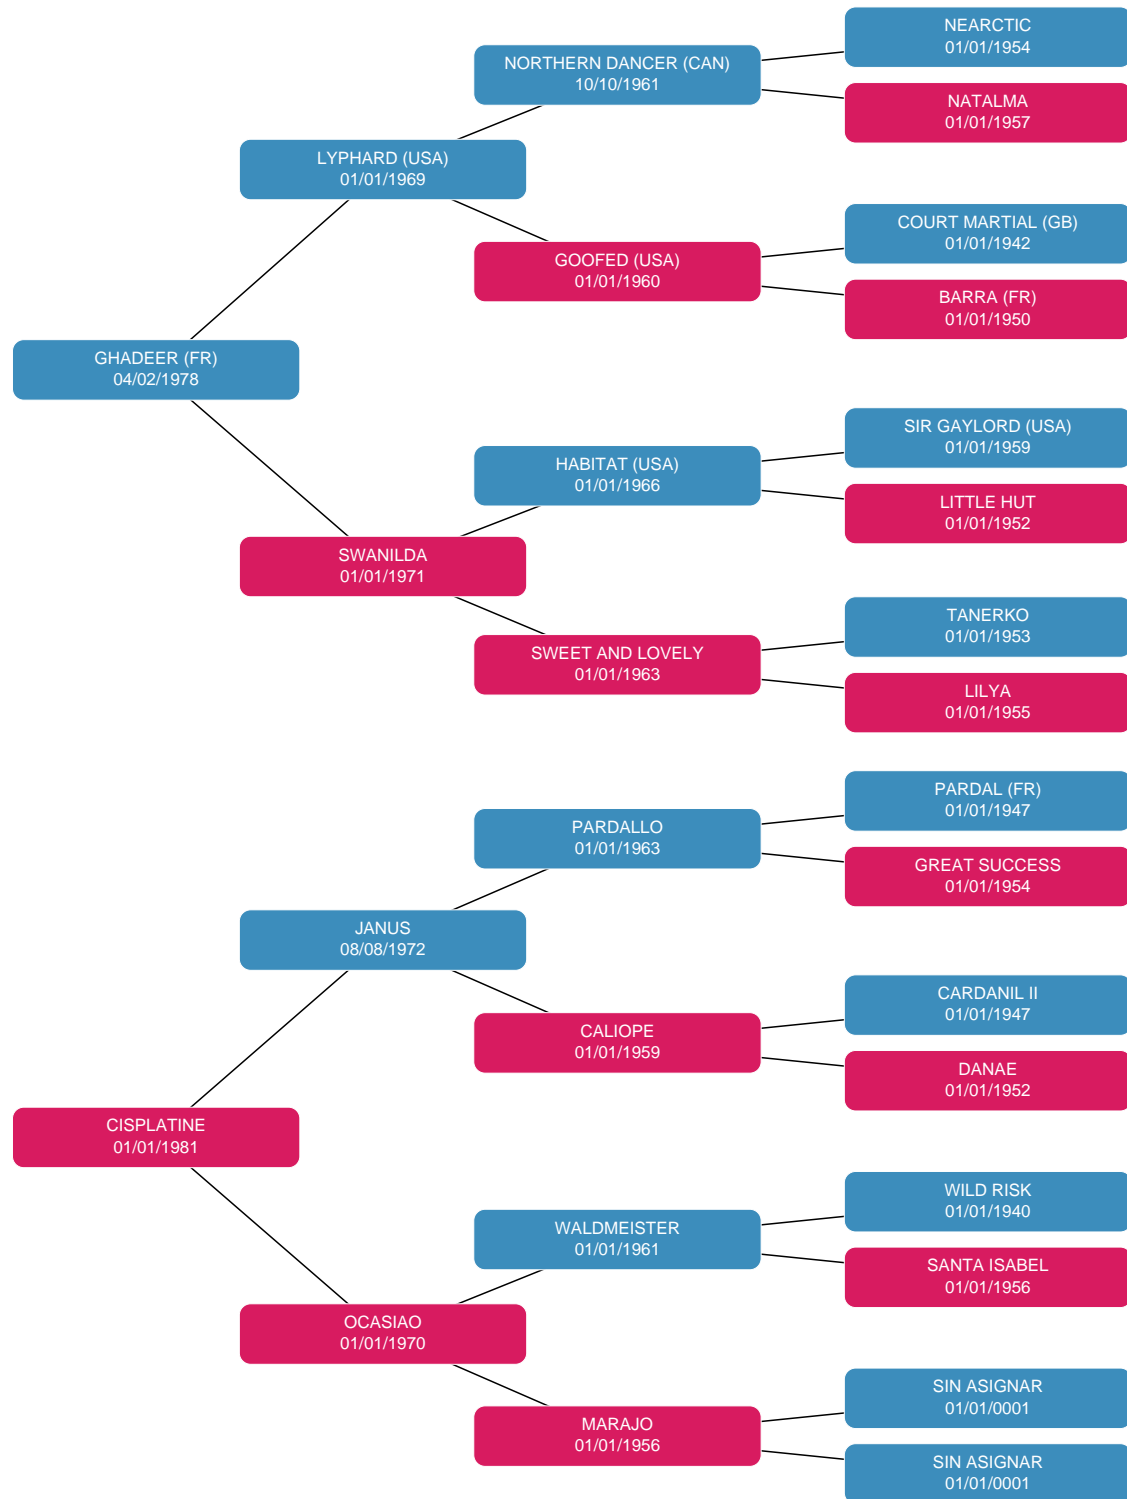 NEARCTIC
01/01/1954
NORTHERN DANCER (CAN)
10/10/1961
NATALMA
01/01/1957
LYPHARD (USA)
01/01/1969
COURT MARTIAL (GB)
01/01/1942
GOOFED (USA)
01/01/1960
BARRA (FR)
01/01/1950
GHADEER (FR)
04/02/1978
SIR GAYLORD (USA)
01/01/1959
HABITAT (USA)
01/01/1966
LITTLE HUT
01/01/1952
SWANILDA
01/01/1971
TANERKO
01/01/1953
SWEET AND LOVELY
01/01/1963
LILYA
01/01/1955
PARDAL (FR)
01/01/1947
PARDALLO
01/01/1963
GREAT SUCCESS
01/01/1954
JANUS
08/08/1972
CARDANIL II
01/01/1947
CALIOPE
01/01/1959
DANAE
01/01/1952
CISPLATINE
01/01/1981
WILD RISK
01/01/1940
WALDMEISTER
01/01/1961
SANTA ISABEL
01/01/1956
OCASIAO
01/01/1970
SIN ASIGNAR
01/01/0001
MARAJO
01/01/1956
SIN ASIGNAR
01/01/0001